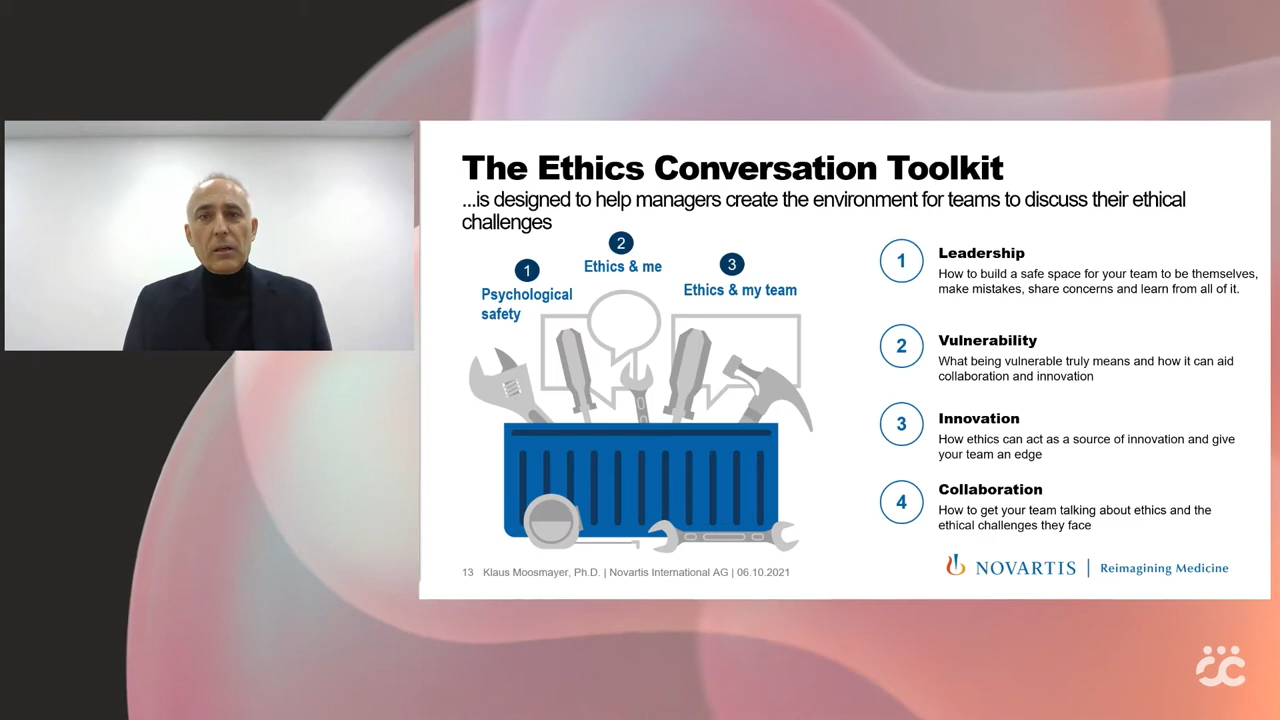 The Ethics Conversation Toolkit
...is designed to help managers create the environment for teams to discuss their ethical
challenges
1
Psychological
safety
2
Ethics & me
3
Ethics & my team
1
Leadership
How to build a safe space for your team to be themselves,
make mistakes, share concerns and learn from all of it.
2
Vulnerability
What being vulnerable truly means and how it can aid
collaboration and innovation
3
Innovation
How ethics can act as a source of innovation and give
your team an edge
4
Collaboration
How to get your team talking about ethics and the
ethical challenges they face
13 Klaus Moosmayer, Ph.D. | Novartis International AG | 06.10.2021
NOVARTIS | Reimagining Medicine